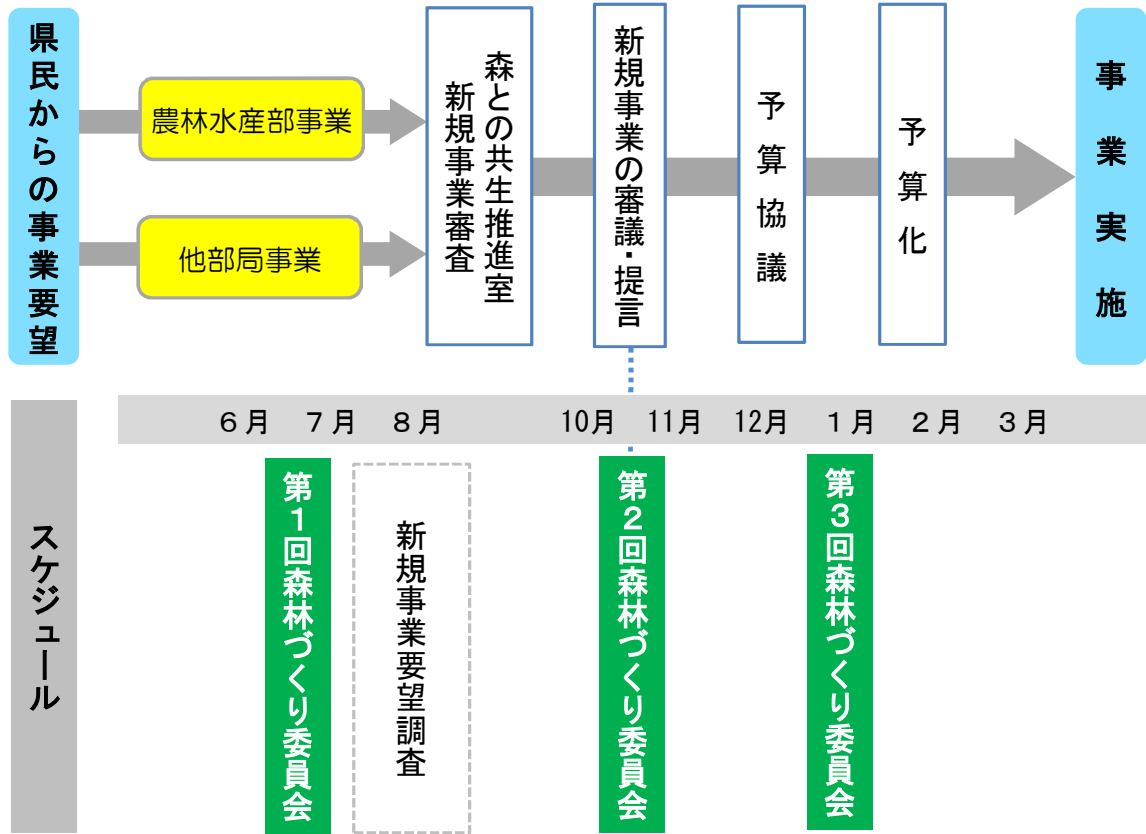 県民からの事業要望
農林水産部事業
他部局事業
森との共生推進室
新規事業審査
新規事業の審議・提言
予算協議
予算化
事業実施
スケジュール
６月 ７月 ８月 10月 11月 12月 １月 ２月 ３月
第１回森林づくり委員会
新規事業要望調査
第２回森林づくり委員会
第３回森林づくり委員会